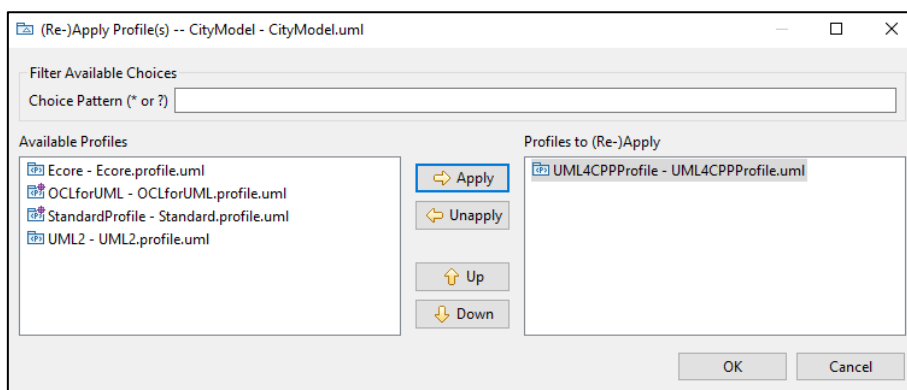 (Re-)Apply Profile(s) -- CityModel - CityModel.uml
Filter Available Choices
Choice Pattern (* or ?)
Available Profiles
Ecore - Ecore.profile.uml
OCLforUML - OCLforUML.profile.uml
StandardProfile - Standard.profile.uml
UML2 - UML2.profile.uml
Apply
Unapply
Up
Down
Profiles to (Re-)Apply
UML4CPPProfile - UML4CPPProfile.uml
OK
Cancel